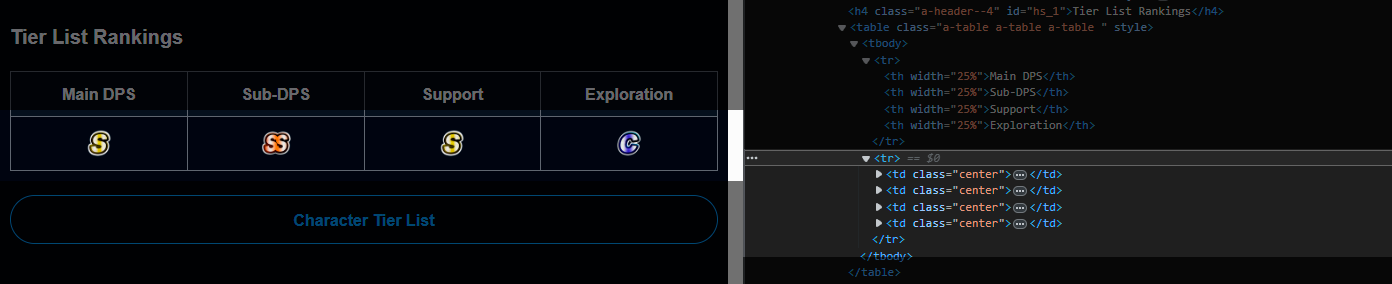 Tier List Rankings
Main DPS Sub-DPS Support Exploration
S SS S C
Character Tier List
<h4 class="a-header--4" id="hs_1">Tier List Rankings</h4>
<table class="a-table a-table a-table " style>
<tbody>
<tr>
<th width="25%">Main DPS</th>
<th width="25%">Sub-DPS</th>
<th width="25%">Support</th>
<th width="25%">Exploration</th>
</tr>
<tr> == $0
<td class="center">…</td>
<td class="center">…</td>
<td class="center">…</td>
<td class="center">…</td>
</tr>
</tbody>
</table>